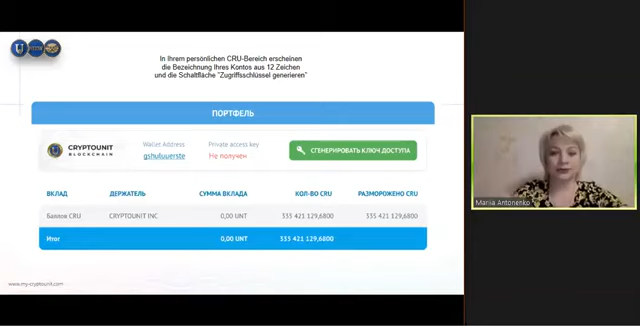 In Ihrem persönlichen CRU-Bereich erscheinen
die Bezeichnung Ihres Kontos aus 12 Zeichen
und die Schaltfläche "Zugriffsschlüssel generieren"
ПОРТФЕЛЬ
CRYPTOUNIT
BLOCKCHAIN
Wallet Address
gshuluuerste
Private access key
Не получен
СГЕНЕРИРОВАТЬ КЛЮЧ ДОСТУПА
ВКЛАД ДЕРЖАТЕЛЬ СУММА ВКЛАДА КОЛ-ВО CRU РАЗМОРОЖЕНО CRU
Баллов CRU CRYPTOUNIT INC 0,00 UNT 335 421 129,6800 335 421 129,6800
Итог 0,00 UNT 335 421 129,6800
www.my-cryptounit.com
Mariia Antonenko